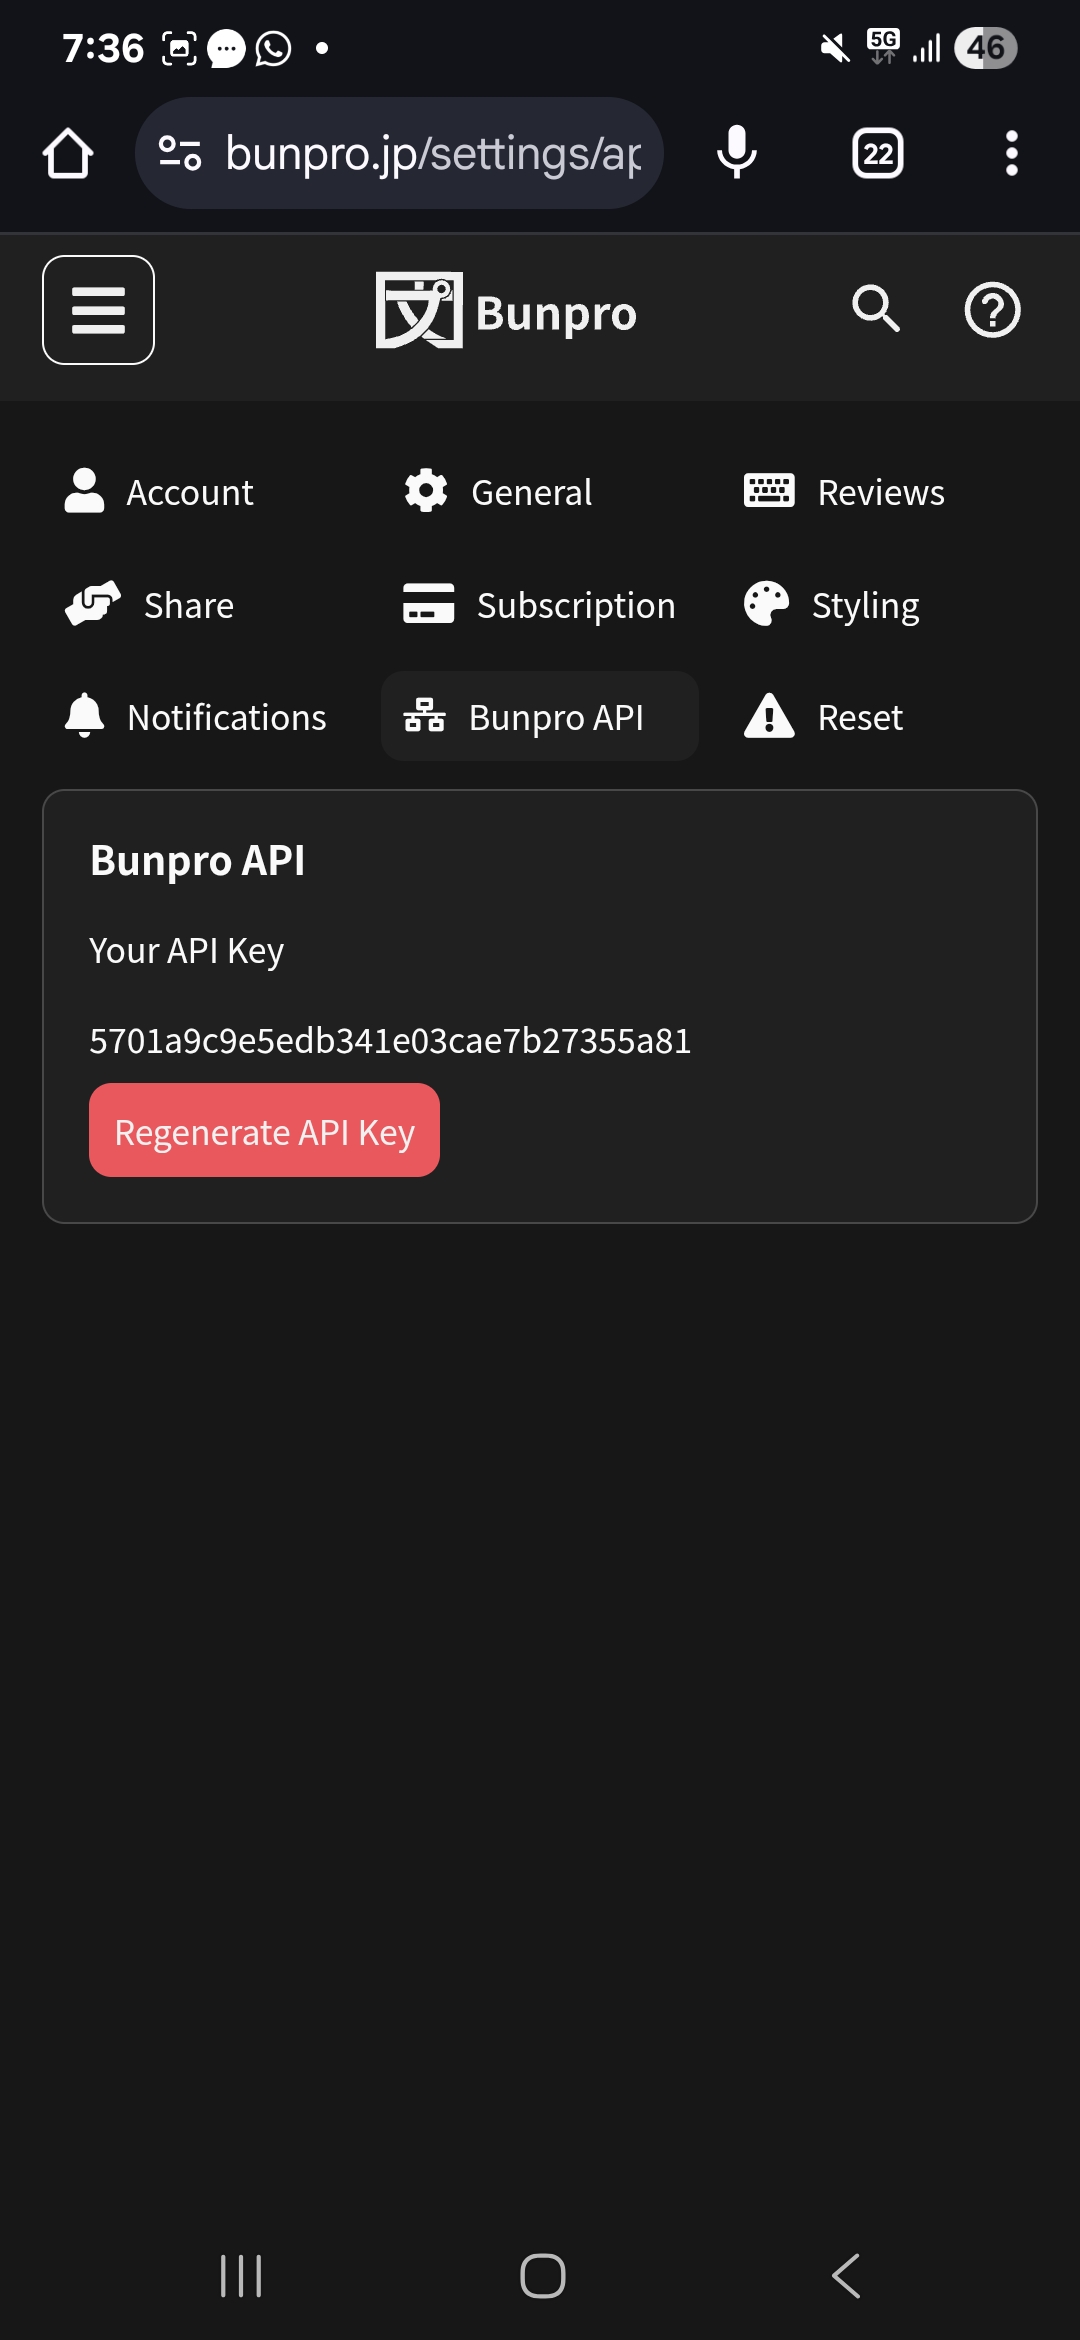 7:36
5G
46
bunpro.jp/settings/ap
22
文 Bunpro
Account
General
Reviews
Share
Subscription
Styling
Notifications
Bunpro API
Reset
Bunpro API
Your API Key
5701a9c9e5edb341e03cae7b27355a81
Regenerate API Key